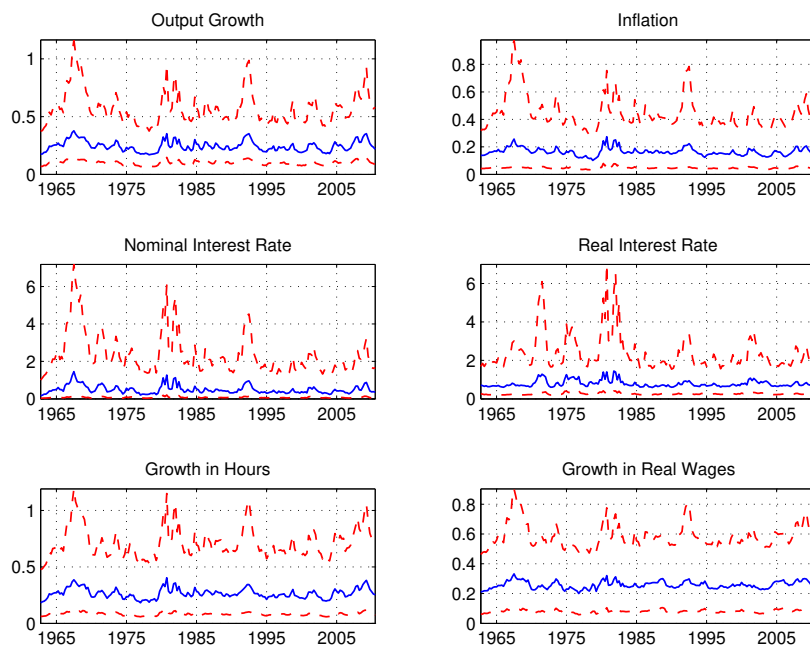 Output Growth
1
0.5
0
1965 1975 1985 1995 2005
Inflation
0.8
0.6
0.4
0.2
0
1965 1975 1985 1995 2005
Nominal Interest Rate
6
4
2
0
1965 1975 1985 1995 2005
Real Interest Rate
6
4
2
0
1965 1975 1985 1995 2005
Growth in Hours
1
0.5
0
1965 1975 1985 1995 2005
Growth in Real Wages
0.8
0.6
0.4
0.2
0
1965 1975 1985 1995 2005